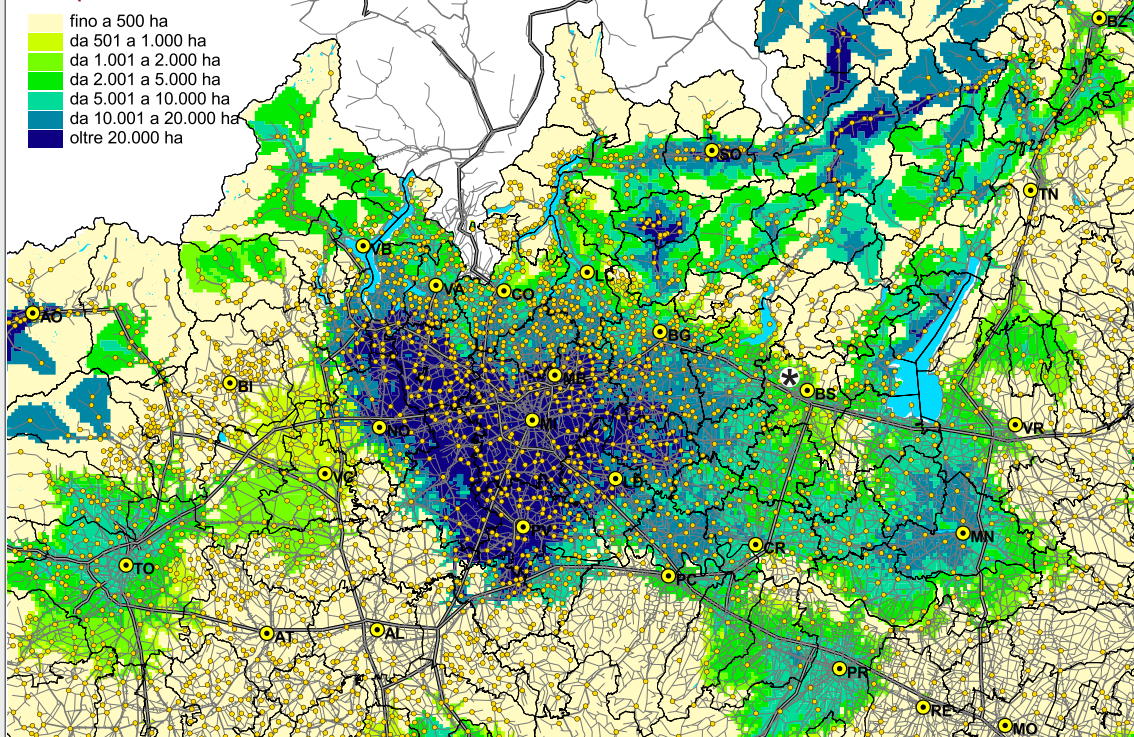 fino a 500 ha
da 501 a 1.000 ha
da 1.001 a 2.000 ha
da 2.001 a 5.000 ha
da 5.001 a 10.000 ha
da 10.001 a 20.000 ha
oltre 20.000 ha
BZ
SO
TN
VB
LC
VA
CO
AO
BG
MB
BI
*
BS
MI
NO
VR
VC
LO
PV
MN
CR
TO
PC
AT
AL
PR
RE
MO